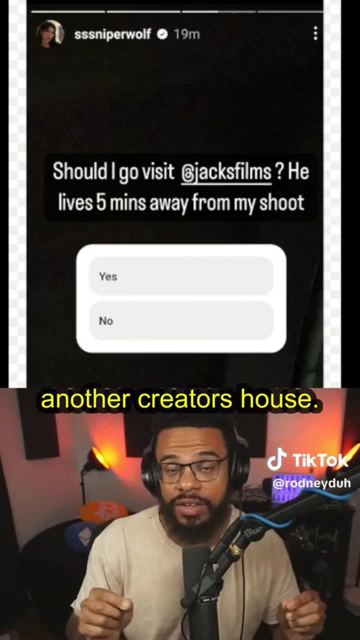 sssniperwolf 19m
Should I go visit @jacksfilms? He
lives 5 mins away from my shoot
Yes
No
another creators house.
TikTok
@rodneyduh
Blue